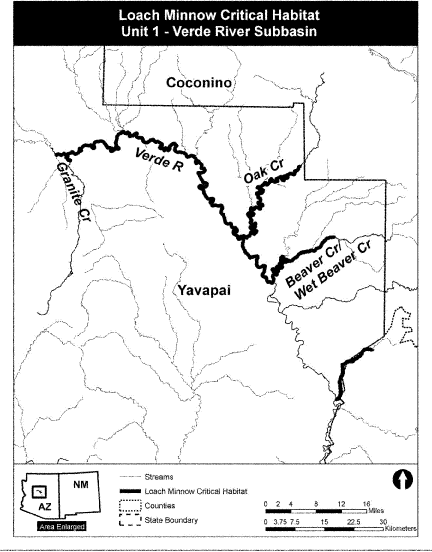 Loach Minnow Critical Habitat
Unit 1 - Verde River Subbasin
Coconino
Verde R
Oak Cr
Granite Cr
Beaver Cr/
Wet Beaver Cr
Yavapai
NM
AZ
Area Enlarged
Streams
Loach Minnow Critical Habitat
Counties
State Boundary
0 2 4 8 12 16
Miles
0 3.75 7.5 15 22.5 30
Kilometers